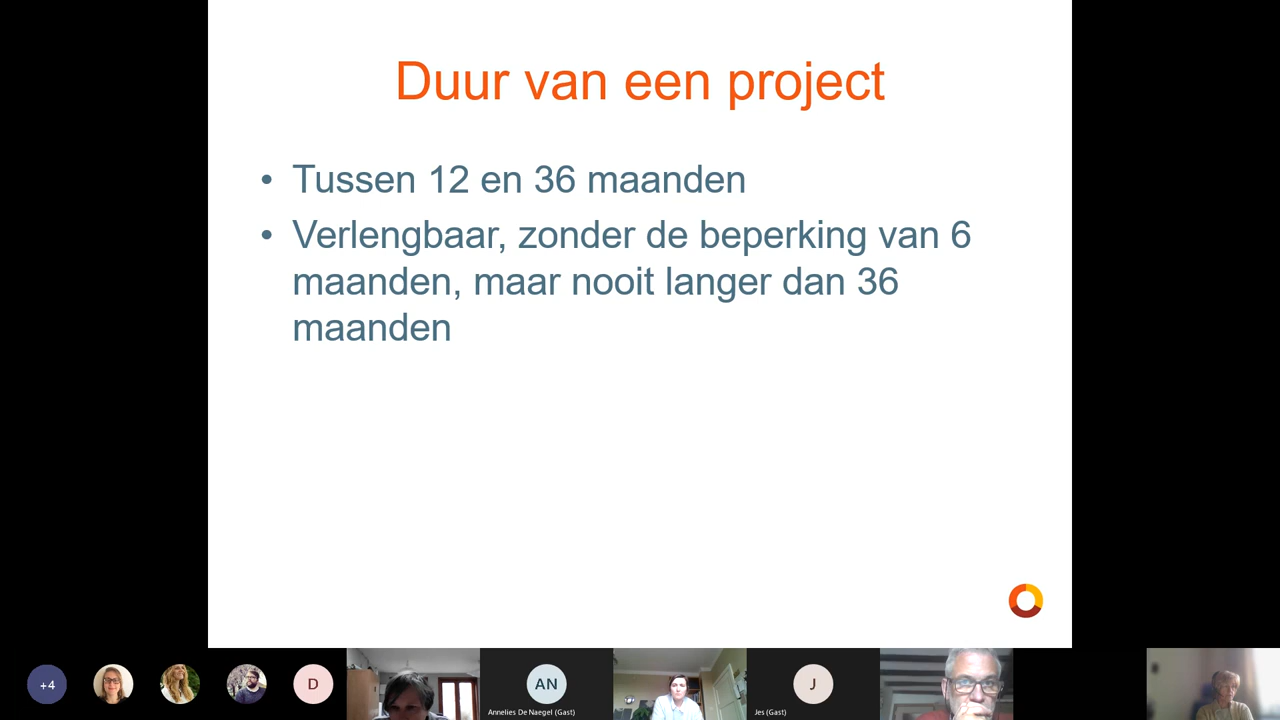 Duur van een project
• Tussen 12 en 36 maanden
• Verlengbaar, zonder de beperking van 6
maanden, maar nooit langer dan 36
maanden
+4
D
AN
Annelies De Naegel (Gast)
J
Jes (Gast)